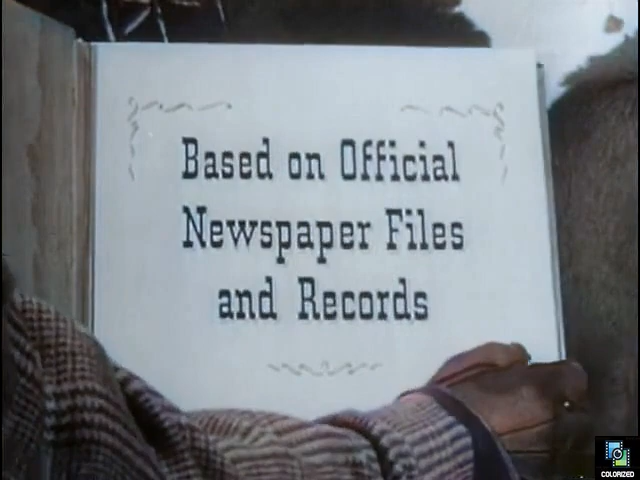 Based on Official
Newspaper Files
and Records
COLORIZED